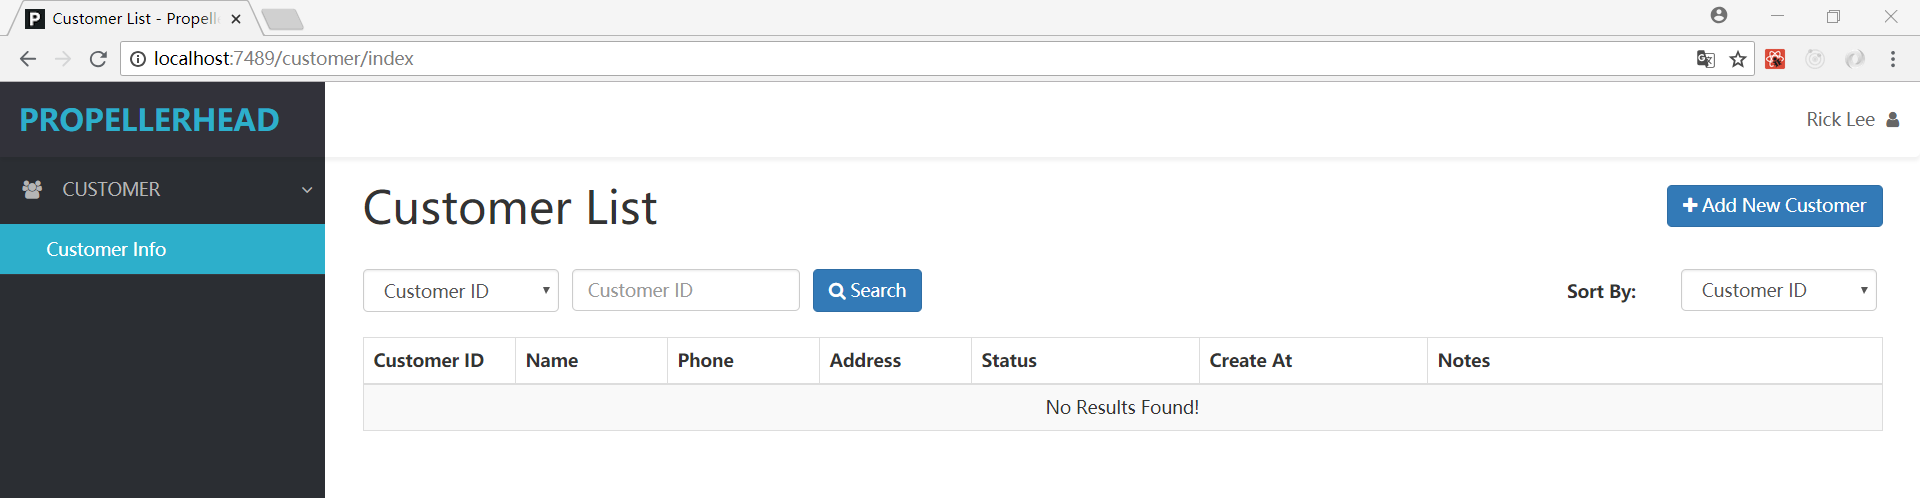 Customer List - Propell
localhost:7489/customer/index
PROPELLERHEAD
Rick Lee
CUSTOMER
Customer Info
Customer List
Add New Customer
Customer ID Customer ID Search Sort By: Customer ID
Customer ID Name Phone Address Status Create At Notes
No Results Found!